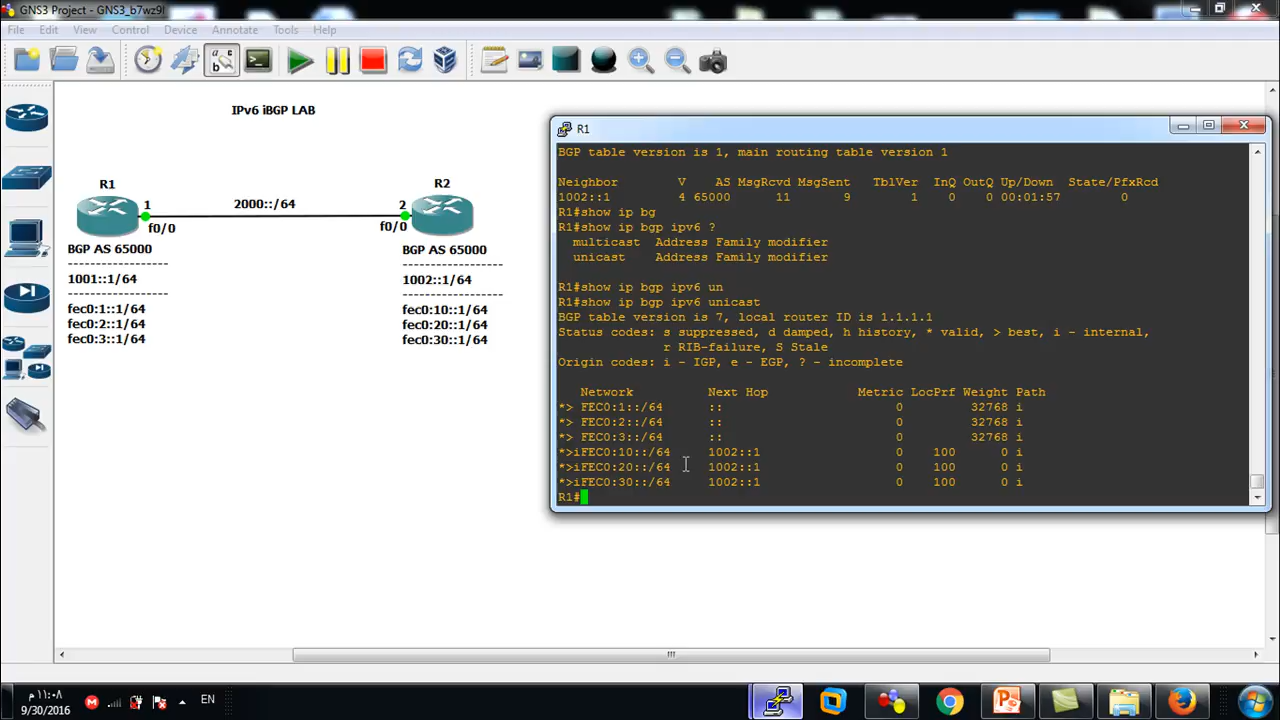 GNS3 Project - GNS3_b7wz9l
File Edit View Control Device Annotate Tools Help
IPv6 iBGP LAB
R1
1
2000::/64
f0/0
BGP AS 65000
1001::1/64
fec0:1::1/64
fec0:2::1/64
fec0:3::1/64
R2
2
f0/0
BGP AS 65000
1002::1/64
fec0:10::1/64
fec0:20::1/64
fec0:30::1/64
R1
BGP table version is 1, main routing table version 1
Neighbor V AS MsgRcvd MsgSent TblVer InQ OutQ Up/Down State/PfxRcd
1002::1 4 65000 11 9 1 0 0 00:01:57 0
R1#show ip bg
R1#show ip bgp ipv6 ?
multicast Address Family modifier
unicast Address Family modifier
R1#show ip bgp ipv6 un
R1#show ip bgp ipv6 unicast
BGP table version is 7, local router ID is 1.1.1.1
Status codes: s suppressed, d damped, h history, * valid, > best, i - internal,
r RIB-failure, S Stale
Origin codes: i - IGP, e - EGP, ? - incomplete
Network Next Hop Metric LocPrf Weight Path
*> FEC0:1::/64 :: 0 32768 i
*> FEC0:2::/64 :: 0 32768 i
*> FEC0:3::/64 :: 0 32768 i
*>iFEC0:10::/64 1002::1 0 100 0 i
*>iFEC0:20::/64 1002::1 0 100 0 i
*>iFEC0:30::/64 1002::1 0 100 0 i
R1#
EN
١١:٠٨ م
9/30/2016